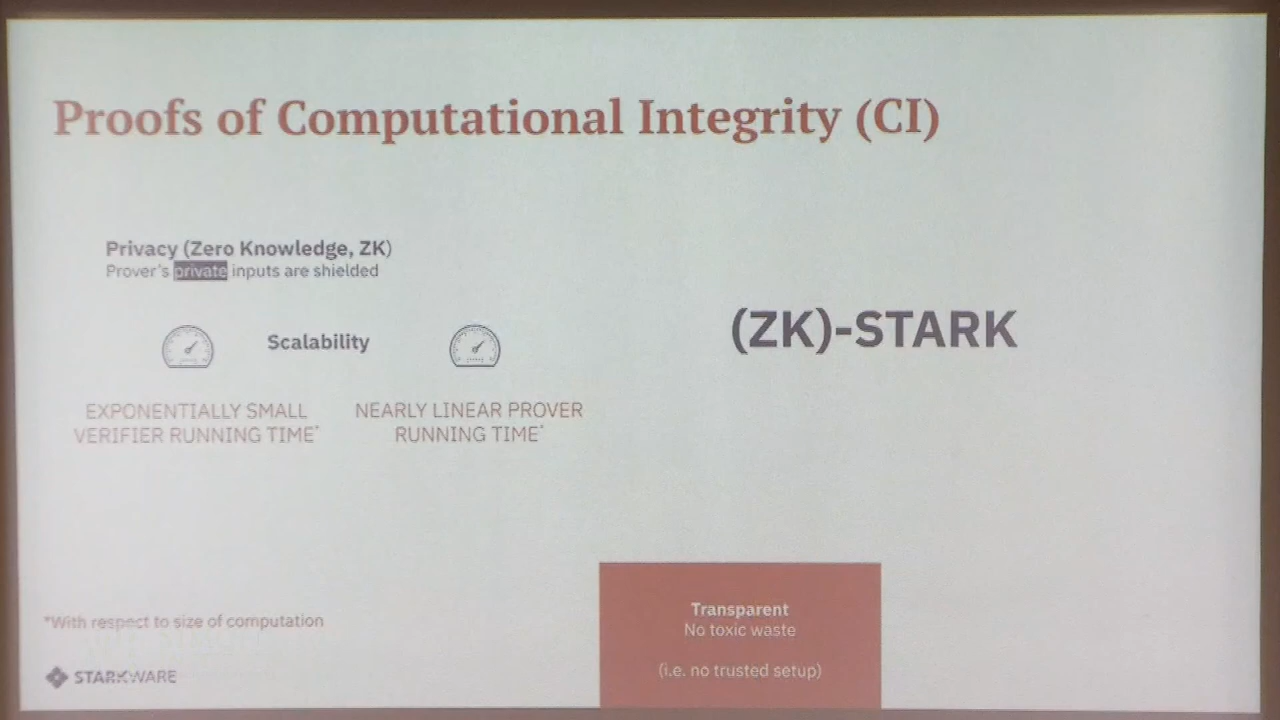 Proofs of Computational Integrity (CI)
Privacy (Zero Knowledge, ZK)
Prover's private inputs are shielded
Scalability
EXPONENTIALLY SMALL
VERIFIER RUNNING TIME*
NEARLY LINEAR PROVER
RUNNING TIME*
(ZK)-STARK
Transparent
No toxic waste
(i.e. no trusted setup)
*With respect to size of computation
STARKWARE